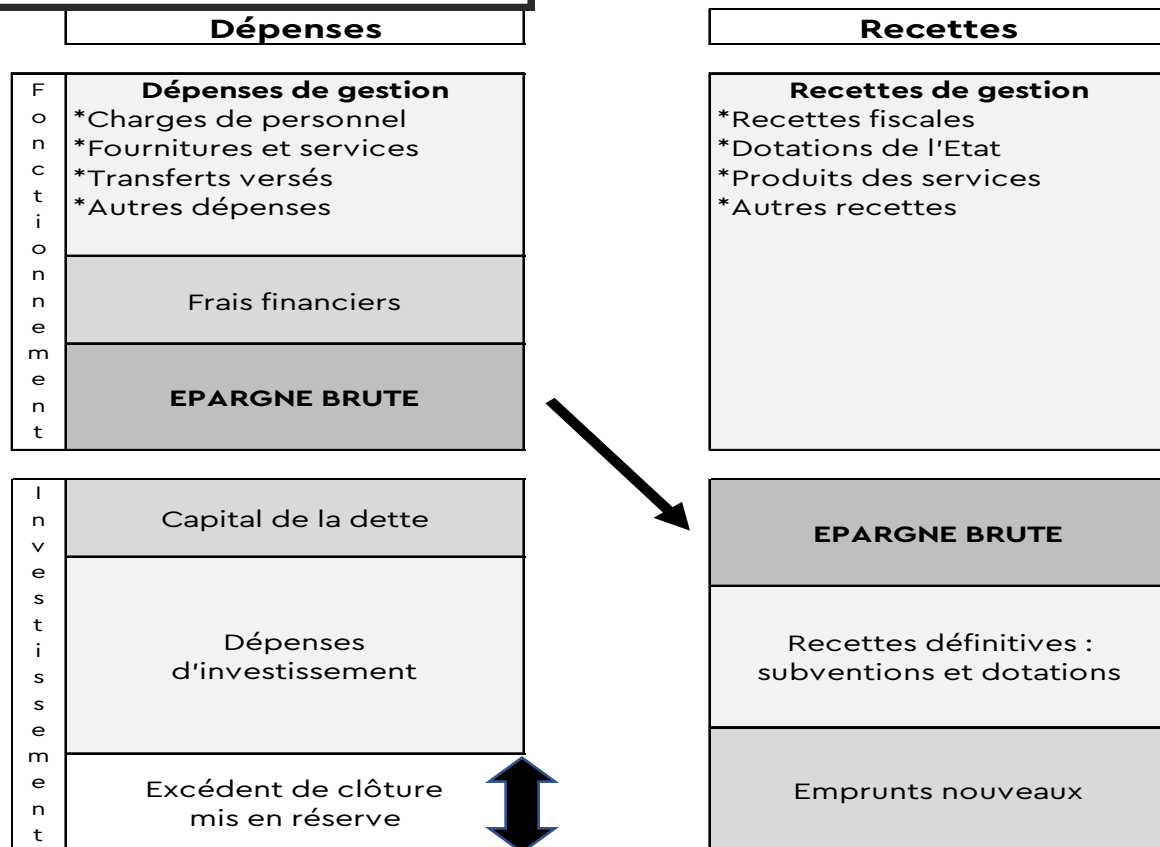 Dépenses
Recettes
Fonctionnement
Dépenses de gestion
*Charges de personnel
*Fournitures et services
*Transferts versés
*Autres dépenses
Frais financiers
EPARGNE BRUTE
Recettes de gestion
*Recettes fiscales
*Dotations de l'Etat
*Produits des services
*Autres recettes
Investissement
Capital de la dette
Dépenses
d'investissement
Excédent de clôture
mis en réserve
EPARGNE BRUTE
Recettes définitives :
subventions et dotations
Emprunts nouveaux